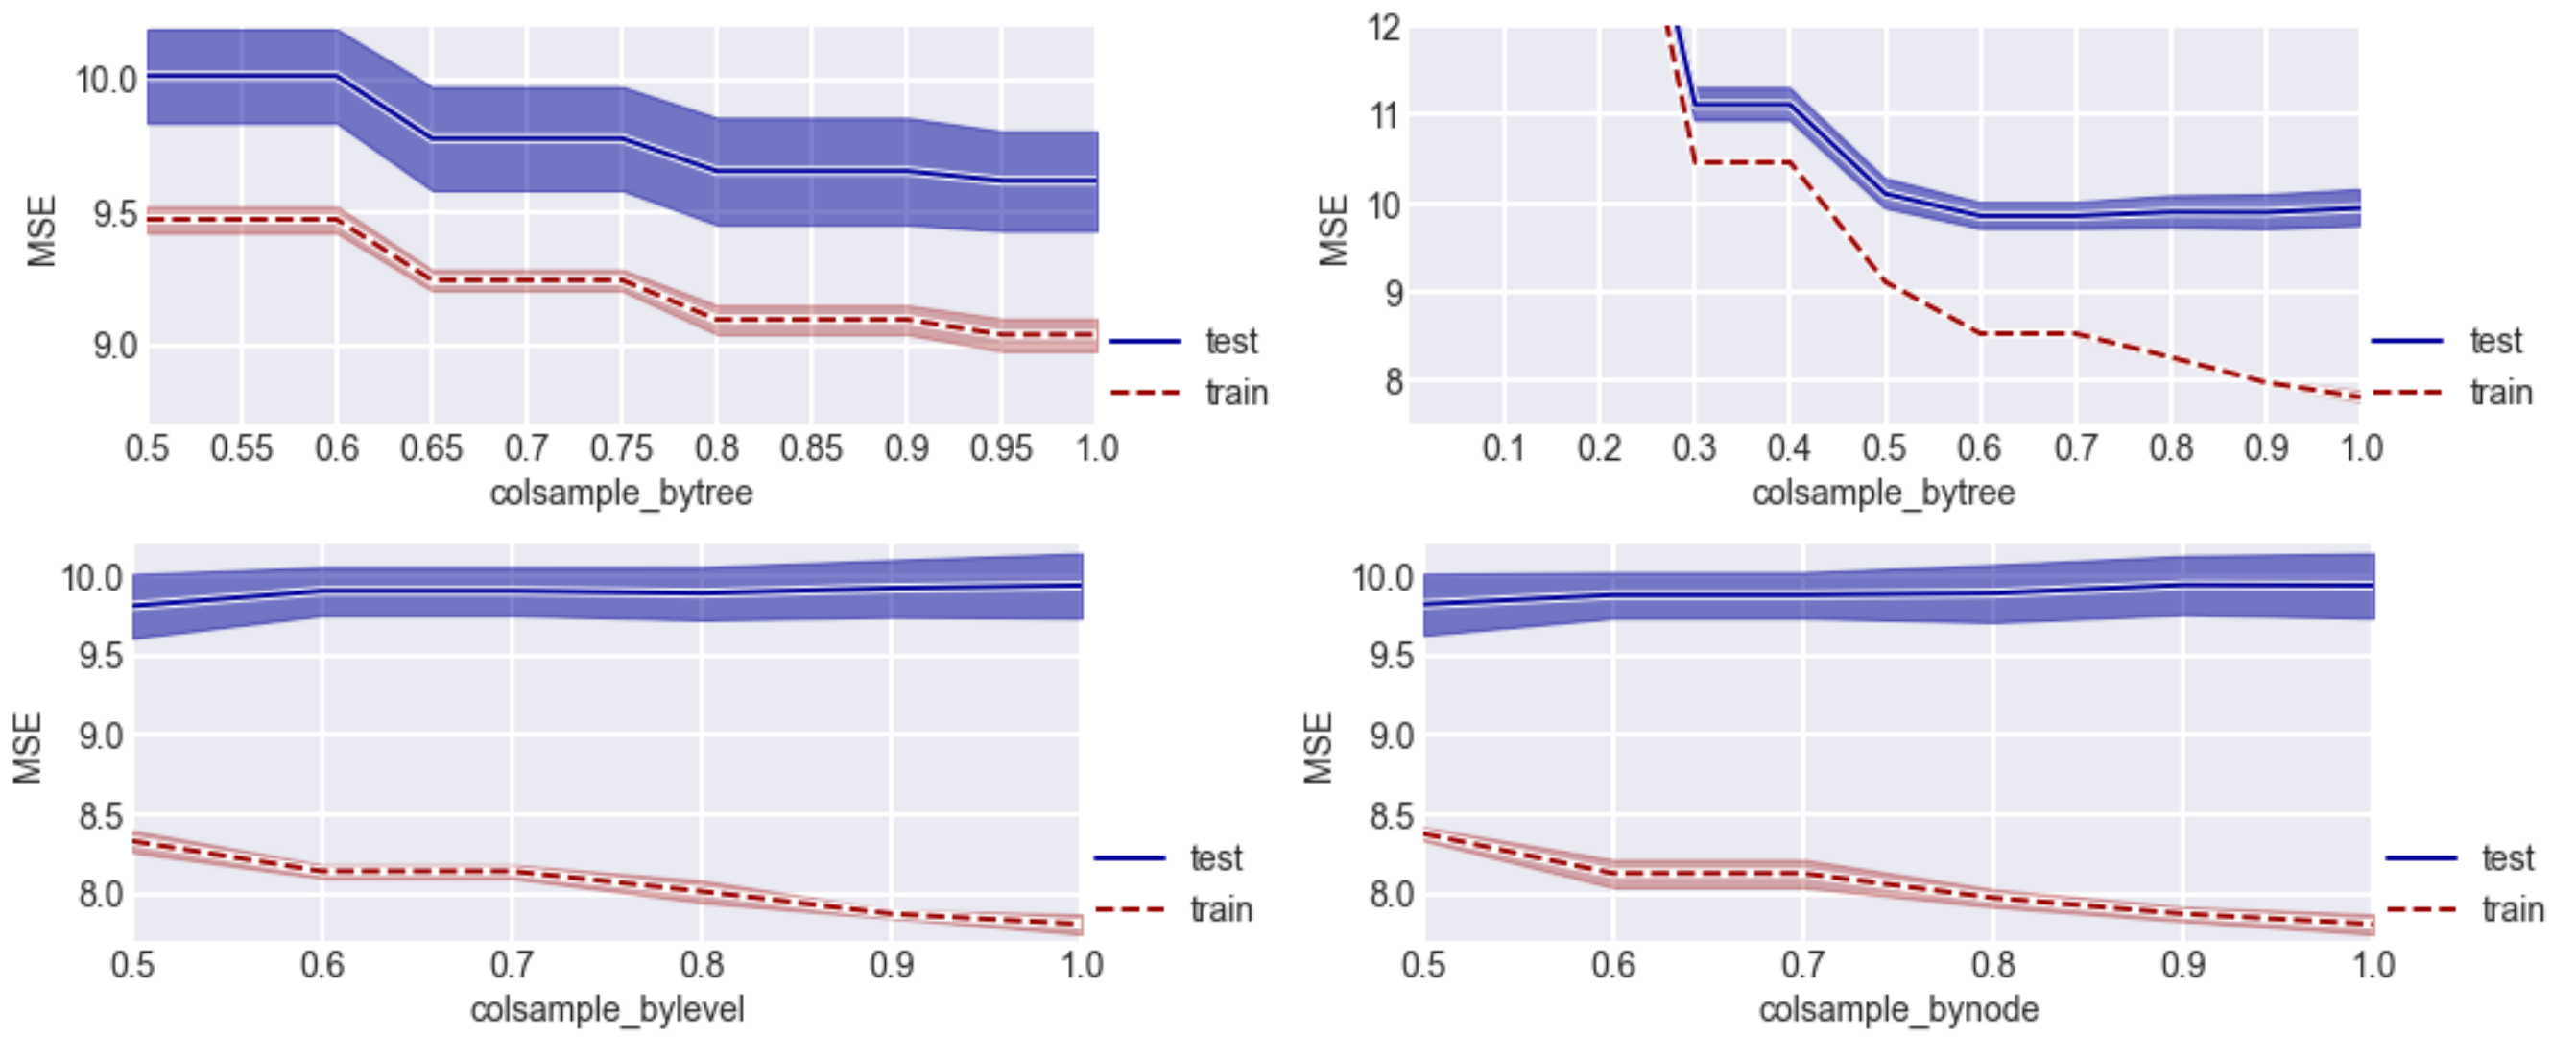 MSE
10.0
9.5
9.0
0.5 0.55 0.6 0.65 0.7 0.75 0.8 0.85 0.9 0.95 1.0
colsample_bytree
test
train
MSE
12
11
10
9
8
0.1 0.2 0.3 0.4 0.5 0.6 0.7 0.8 0.9 1.0
colsample_bytree
test
train
MSE
10.0
9.5
9.0
8.5
8.0
0.5 0.6 0.7 0.8 0.9 1.0
colsample_bylevel
test
train
MSE
10.0
9.5
9.0
8.5
8.0
0.5 0.6 0.7 0.8 0.9 1.0
colsample_bynode
test
train